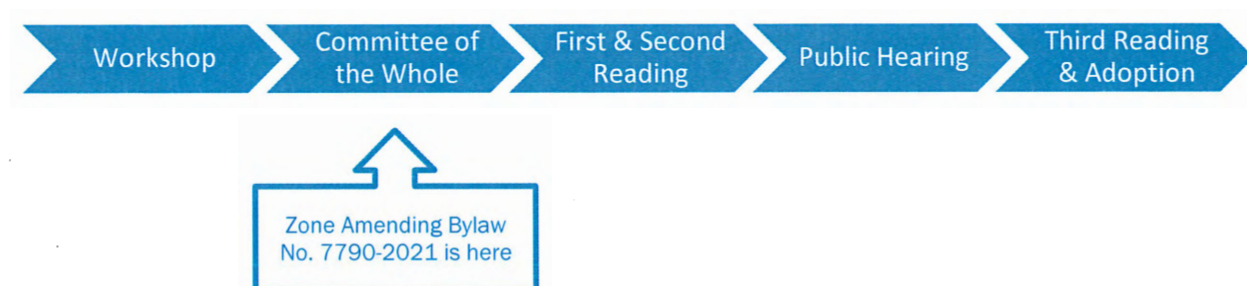 Workshop
Committee of
the Whole
First & Second
Reading
Public Hearing
Third Reading
& Adoption
Zone Amending Bylaw
No. 7790-2021 is here